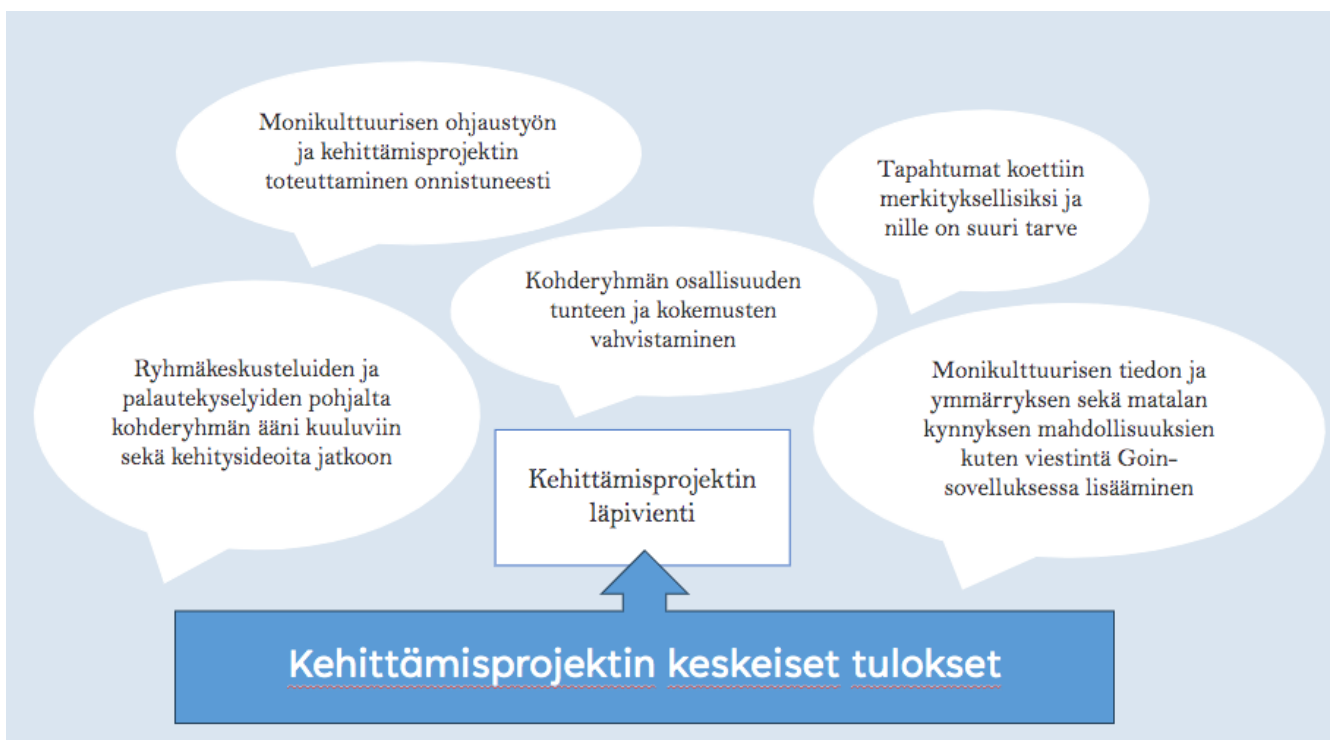 Monikulttuurisen ohjaustyön
ja kehittämisprojektin
toteuttaminen onnistuneesti
Tapahtumat koettiin
merkityksellisiksi ja
nille on suuri tarve
Kohderyhmän osallisuuden
tunteen ja kokemusten
vahvistaminen
Ryhmäkeskusteluiden ja
palautekyselyiden pohjalta
kohderyhmän ääni kuuluviin
sekä kehitysideoita jatkoon
Monikulttuurisen tiedon ja
ymmärryksen sekä matalan
kynnyksen mahdollisuuksien
kuten viestintä Goin-
sovelluksessa lisääminen
Kehittämisprojektin
läpivienti
Kehittämisprojektin keskeiset tulokset